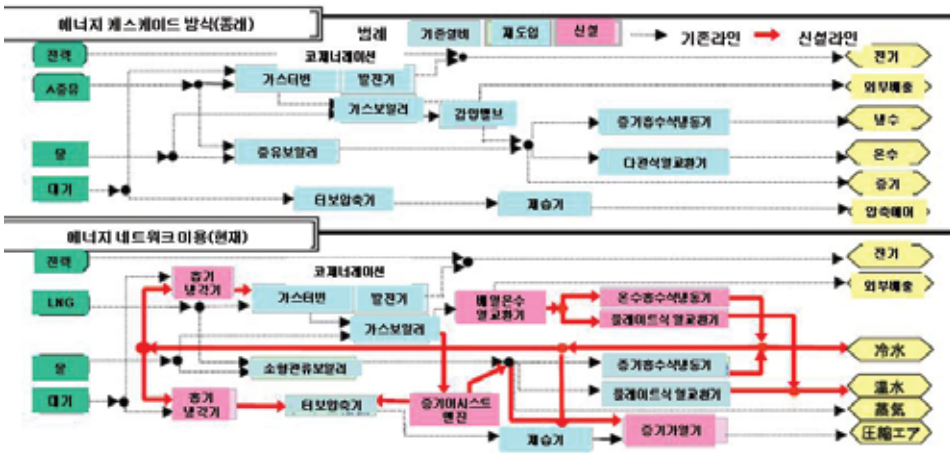 에너지 케스케이드 방식(종래)
범례
기존설비
재도입
신설
기존라인
신설라인
전력
코제너레이션
전기
A중유
가스터빈
발전기
외부배출
가스보일러
감압밸브
증기흡수식냉동기
냉수
물
중유보일러
다관식열교환기
온수
증기
대기
터보압축기
제습기
압축에어
에너지 네트워크 이용(현재)
전력
코제너레이션
전기
흡기
냉각기
LNG
가스터빈
발전기
배열온수
열교환기
온수흡수식냉동기
외부배출
가스보일러
플레이트식 열교환기
冷水
물
소형관류보일러
증기흡수식냉동기
대기
흡기
냉각기
터보압축기
증기어시스트
엔진
플레이트식 열교환기
温水
蒸気
제습기
증기가열기
圧縮エア